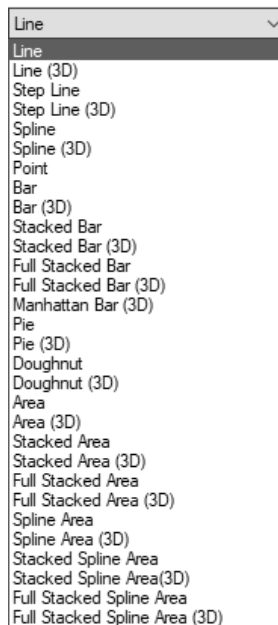 Line
Line
Line (3D)
Step Line
Step Line (3D)
Spline
Spline (3D)
Point
Bar
Bar (3D)
Stacked Bar
Stacked Bar (3D)
Full Stacked Bar
Full Stacked Bar (3D)
Manhattan Bar (3D)
Pie
Pie (3D)
Doughnut
Doughnut (3D)
Area
Area (3D)
Stacked Area
Stacked Area (3D)
Full Stacked Area
Full Stacked Area (3D)
Spline Area
Spline Area (3D)
Stacked Spline Area
Stacked Spline Area(3D)
Full Stacked Spline Area
Full Stacked Spline Area (3D)